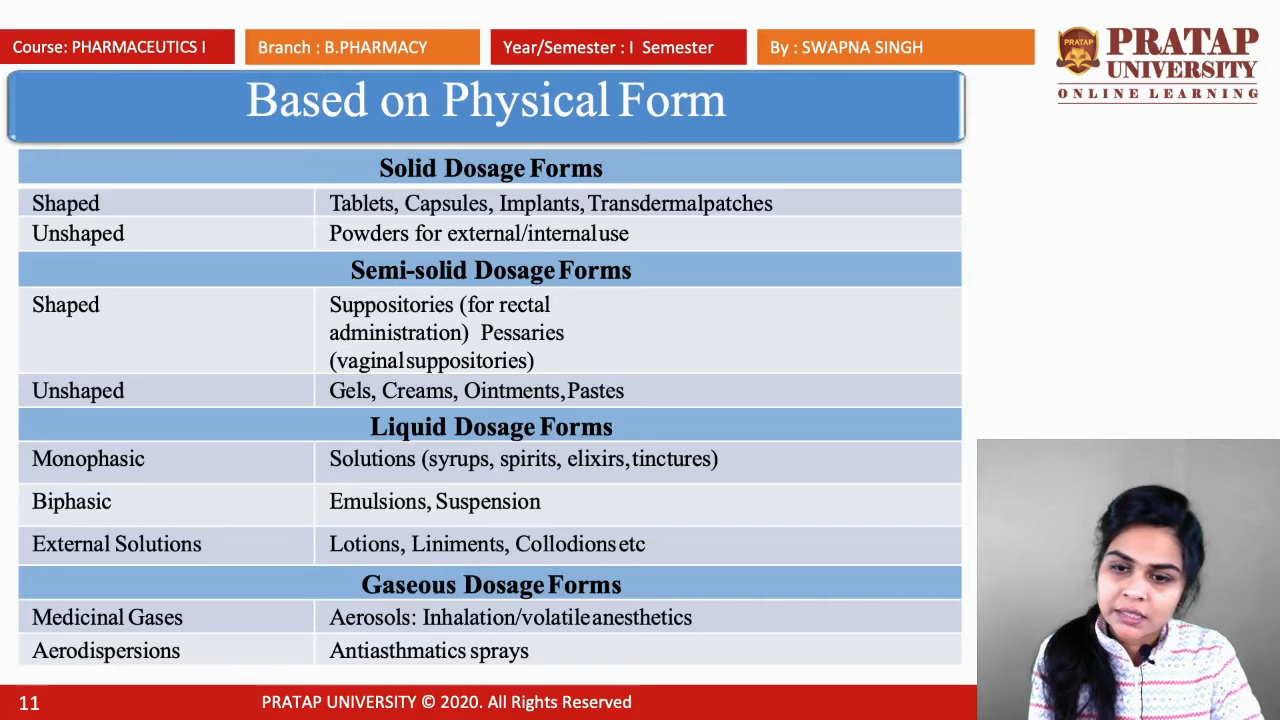 Course: PHARMACEUTICS I
Branch : B.PHARMACY
Year/Semester : I Semester
By : SWAPNA SINGH
PRATAP
PRATAP
UNIVERSITY
ONLINE LEARNING
Based on Physical Form
Solid Dosage Forms
Shaped Tablets, Capsules, Implants, Transdermalpatches
Unshaped Powders for external/internaluse
Semi-solid Dosage Forms
Shaped Suppositories (for rectal
administration) Pessaries
(vaginalsuppositories)
Unshaped Gels, Creams, Ointments,Pastes
Liquid Dosage Forms
Monophasic Solutions (syrups, spirits, elixirs,tinctures)
Biphasic Emulsions, Suspension
External Solutions Lotions, Liniments, Collodionsetc
Gaseous Dosage Forms
Medicinal Gases Aerosols: Inhalation/volatileanesthetics
Aerodispersions Antiasthmatics sprays
11
PRATAP UNIVERSITY © 2020. All Rights Reserved